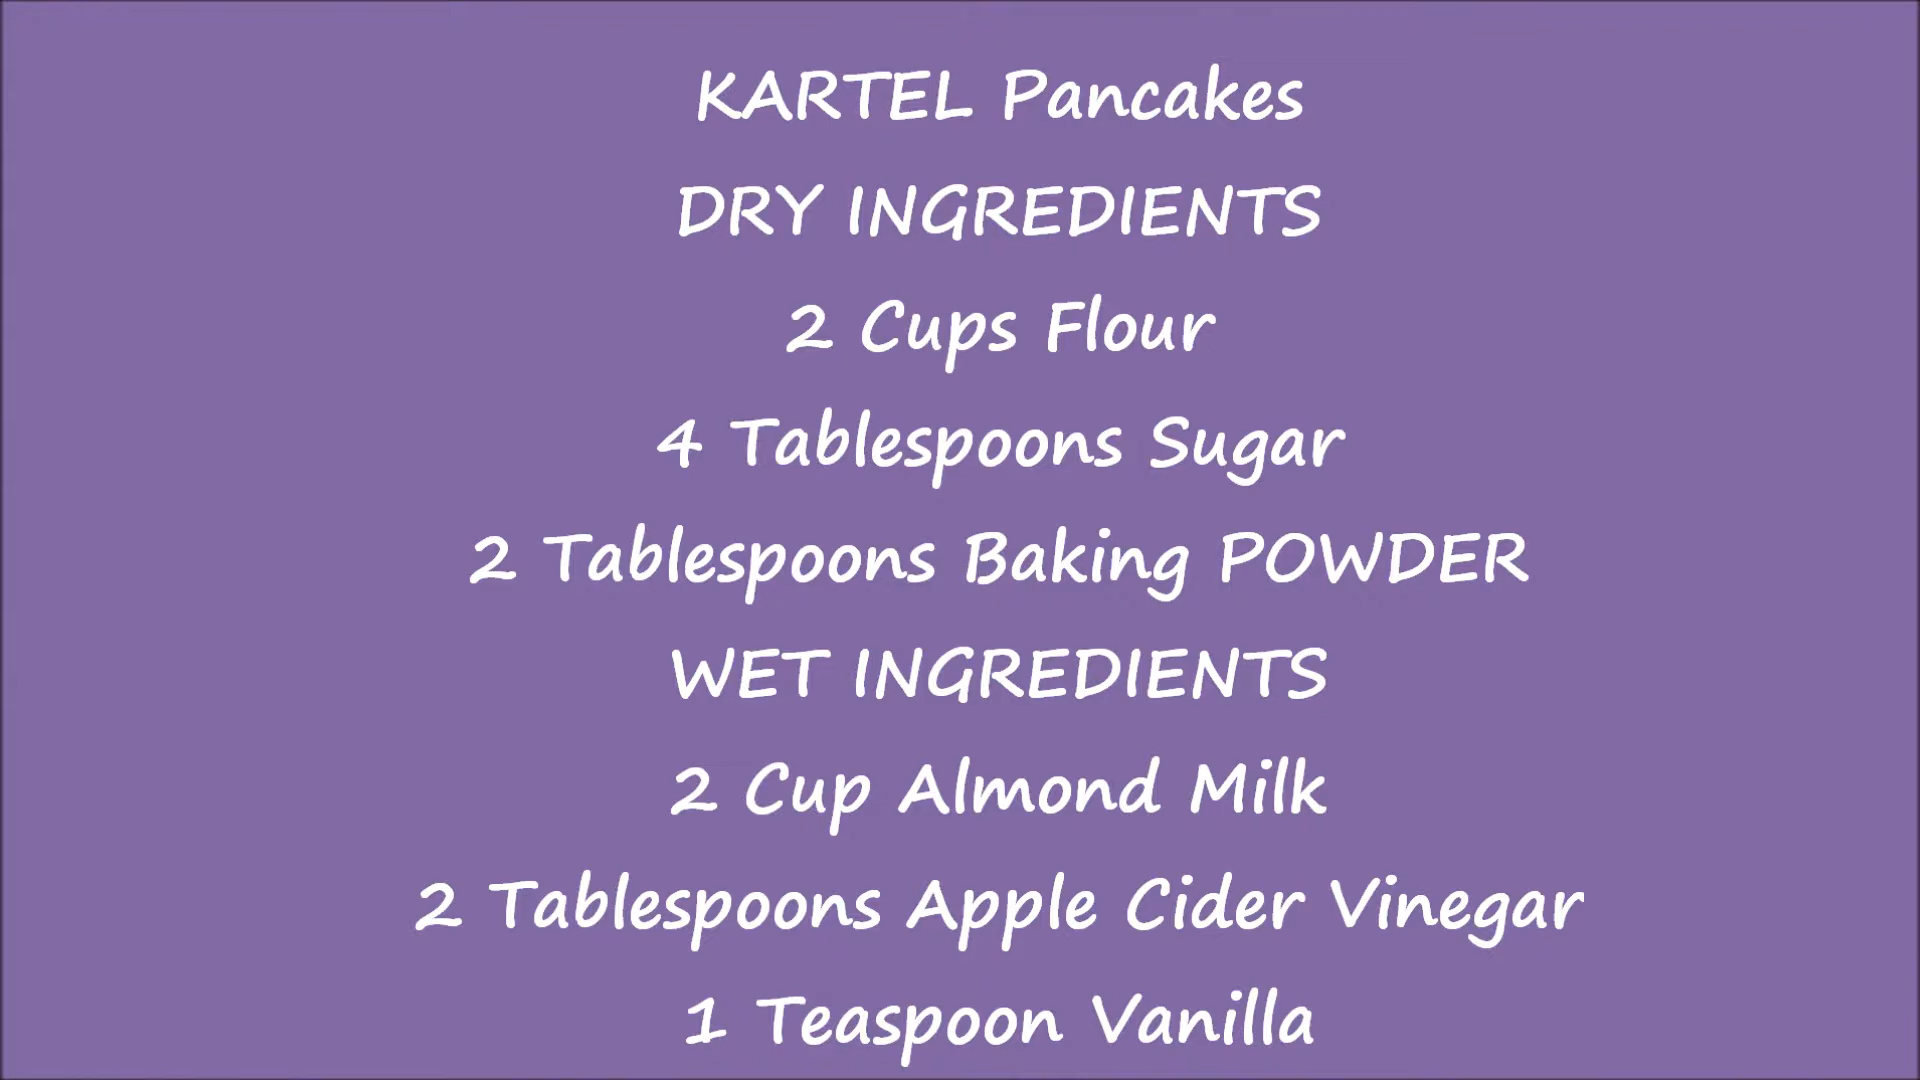 KARTEL Pancakes
DRY INGREDIENTS
2 Cups Flour
4 Tablespoons Sugar
2 Tablespoons Baking POWDER
WET INGREDIENTS
2 Cup Almond Milk
2 Tablespoons Apple Cider Vinegar
1 Teaspoon Vanilla